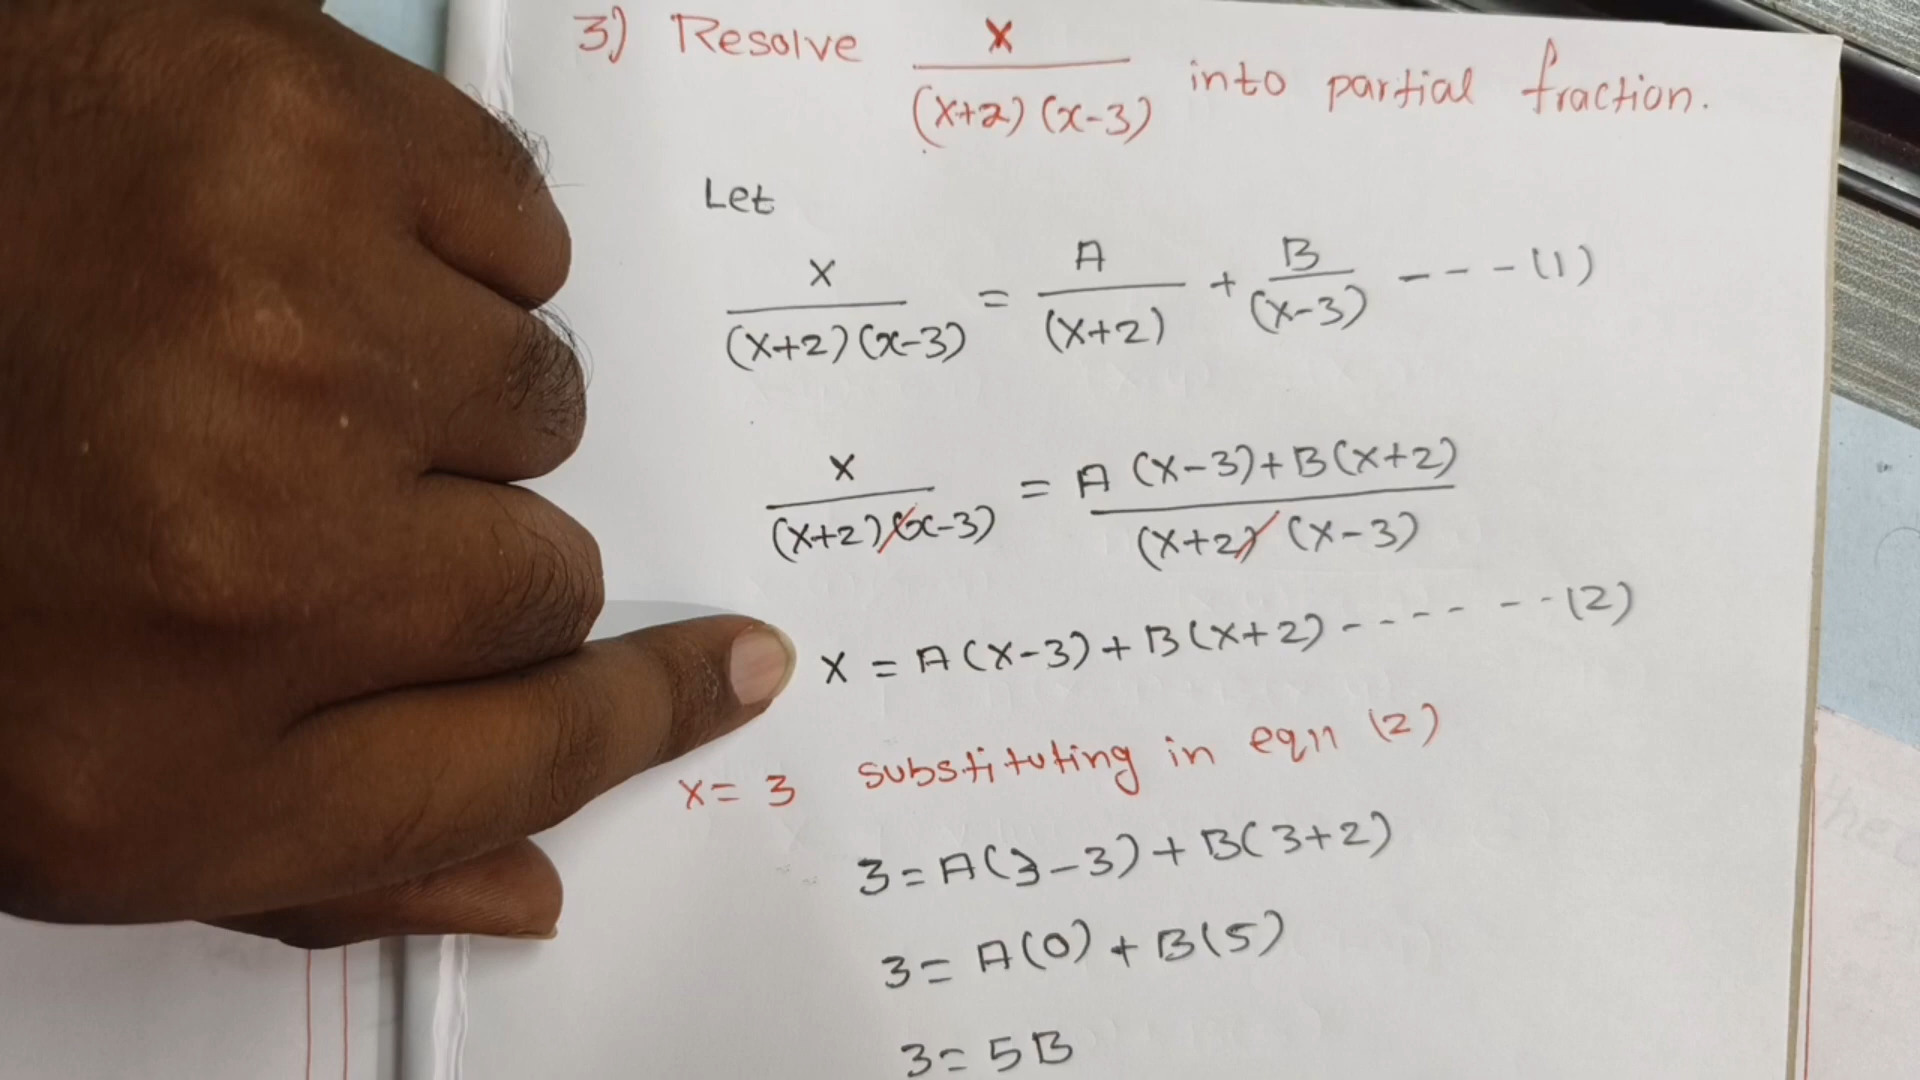 3) Resolve x / (x+2) (x-3) into partial fraction.
Let
x / (x+2) (x-3) = A / (x+2) + B / (x-3) ---- (1)
x / (x+2) (x-3) = A (x-3) + B (x+2) / (x+2) (x-3)
x = A (x-3) + B (x+2) ------- (2)
x = 3 substituting in eqn (2)
3 = A (3-3) + B (3+2)
3 = A (0) + B (5)
3 = 5B